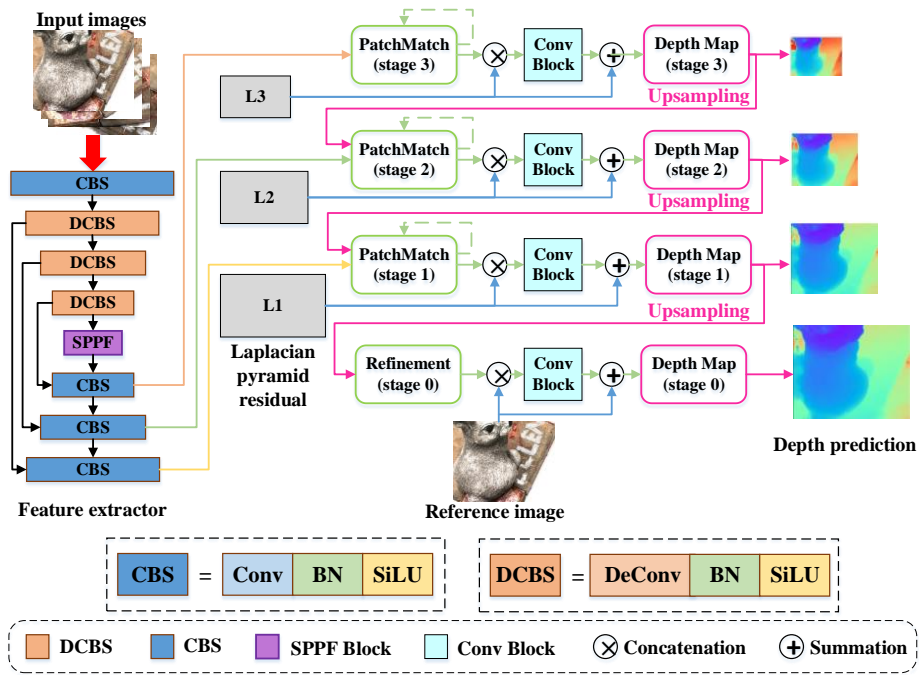 Input images
CBS
DCBS
DCBS
DCBS
SPPF
CBS
CBS
CBS
Feature extractor
L3
L2
L1
Laplacian
pyramid
residual
PatchMatch
(stage 3)
Conv
Block
Depth Map
(stage 3)
Upsampling
PatchMatch
(stage 2)
Conv
Block
Depth Map
(stage 2)
Upsampling
PatchMatch
(stage 1)
Conv
Block
Depth Map
(stage 1)
Upsampling
Refinement
(stage 0)
Conv
Block
Depth Map
(stage 0)
Reference image
Depth prediction
CBS = Conv BN SiLU
DCBS = DeConv BN SiLU
DCBS CBS SPPF Block Conv Block Concatenation Summation